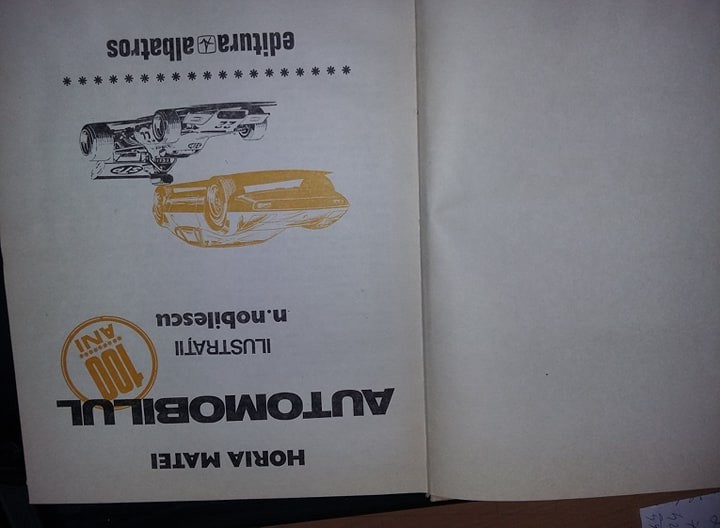 HORIA MATEI
AUTOMOBILUL
100
ANI
ILUSTRAȚII
n.nobilescu
editura albatros